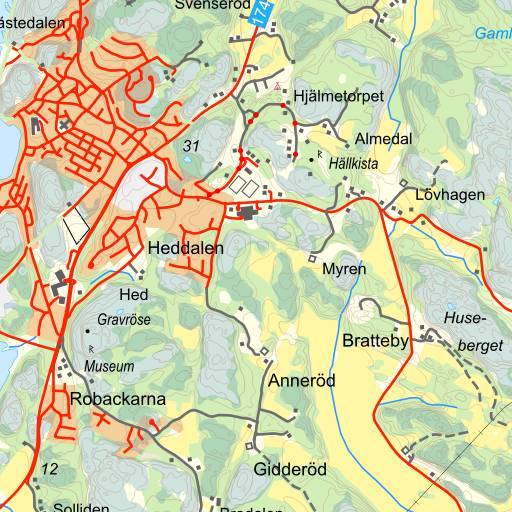 Svenseröd
ästedalen
174
Gaml
Hjälmetorpet
Almedal
31
Hällkista
Lövhagen
Heddalen
Myren
Hed
Gravröse
Huse-
berget
Bratteby
Museum
Anneröd
Robackarna
12
Gidderöd
Solliden
Bredalen